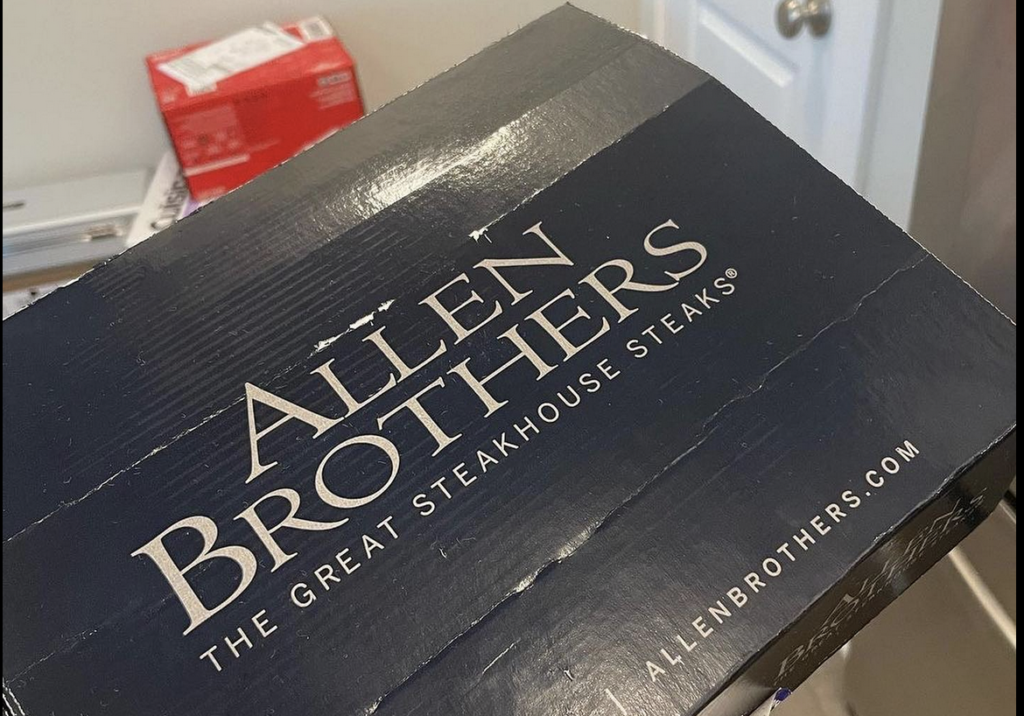 ALLEN
BROTHERS
THE GREAT STEAKHOUSE STEAKS®
ALLENBROTHERS.COM